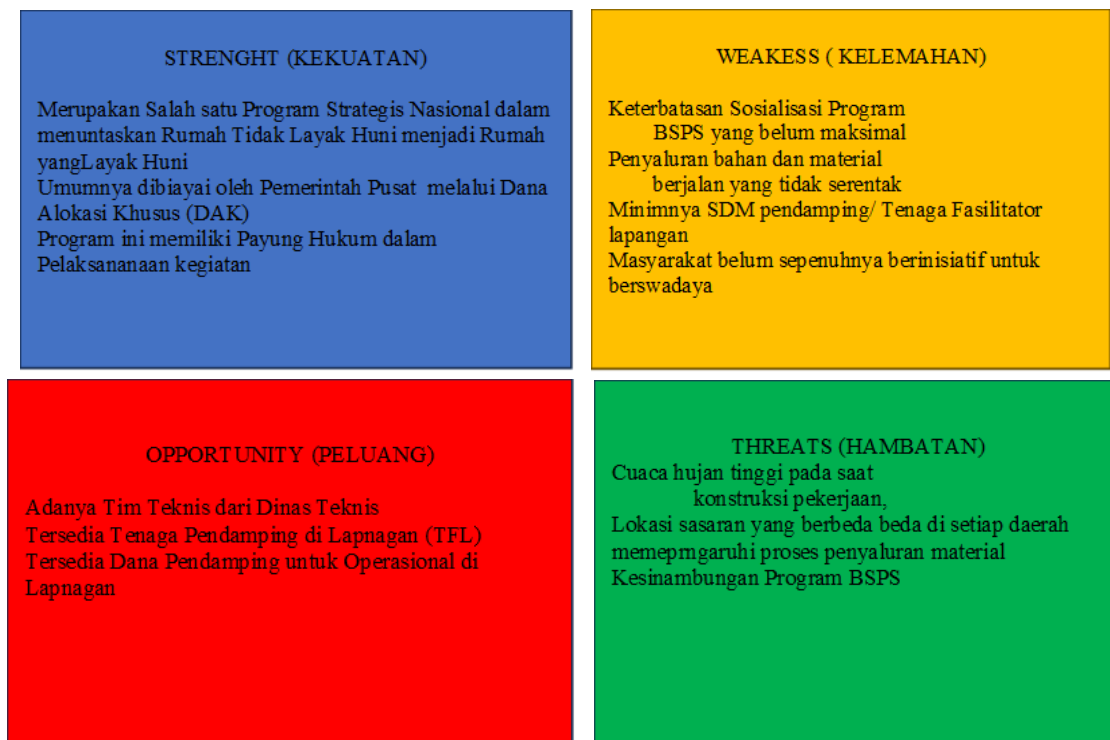 STRENGHT (KEKUATAN)
Merupakan Salah satu Program Strategis Nasional dalam
menuntaskan Rumah Tidak Layak Huni menjadi Rumah
yangLayak Huni
Umumnya dibiayai oleh Pemerintah Pusat melalui Dana
Alokasi Khusus (DAK)
Program ini memiliki Payung Hukum dalam
Pelaksananaan kegiatan
WEAKESS ( KELEMAHAN)
Keterbatasan Sosialisasi Program
BSPS yang belum maksimal
Penyaluran bahan dan material
berjalan yang tidak serentak
Minimnya SDM pendamping/ Tenaga Fasilitator
lapangan
Masyarakat belum sepenuhnya berinisiatif untuk
berswadaya
OPPORTUNITY (PELUANG)
Adanya Tim Teknis dari Dinas Teknis
Tersedia Tenaga Pendamping di Lapnagan (TFL)
Tersedia Dana Pendamping untuk Operasional di
Lapnagan
THREATS (HAMBATAN)
Cuaca hujan tinggi pada saat
konstruksi pekerjaan,
Lokasi sasaran yang berbeda beda di setiap daerah
memeprngaruhi proses penyaluran material
Kesinambungan Program BSPS